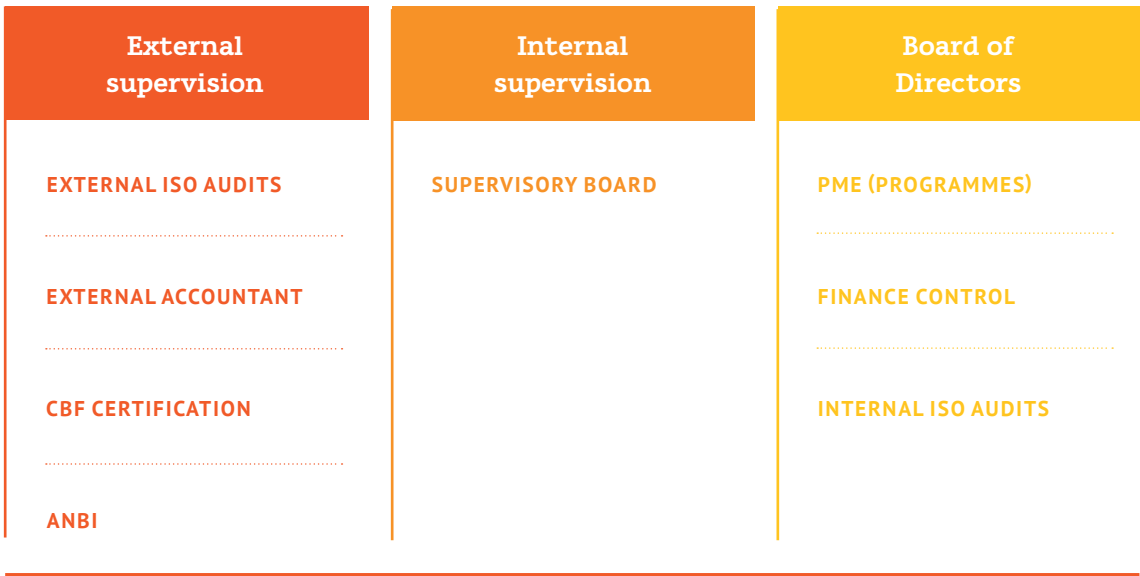 External
supervision
EXTERNAL ISO AUDITS
EXTERNAL ACCOUNTANT
CBF CERTIFICATION
ANBI
Internal
supervision
SUPERVISORY BOARD
Board of
Directors
PME (PROGRAMMES)
FINANCE CONTROL
INTERNAL ISO AUDITS